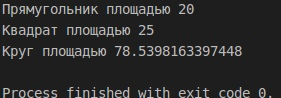 Прямоугольник площадью 20
Квадрат площадью 25
Круг площадью 78.5398163397448
Process finished with exit code 0.